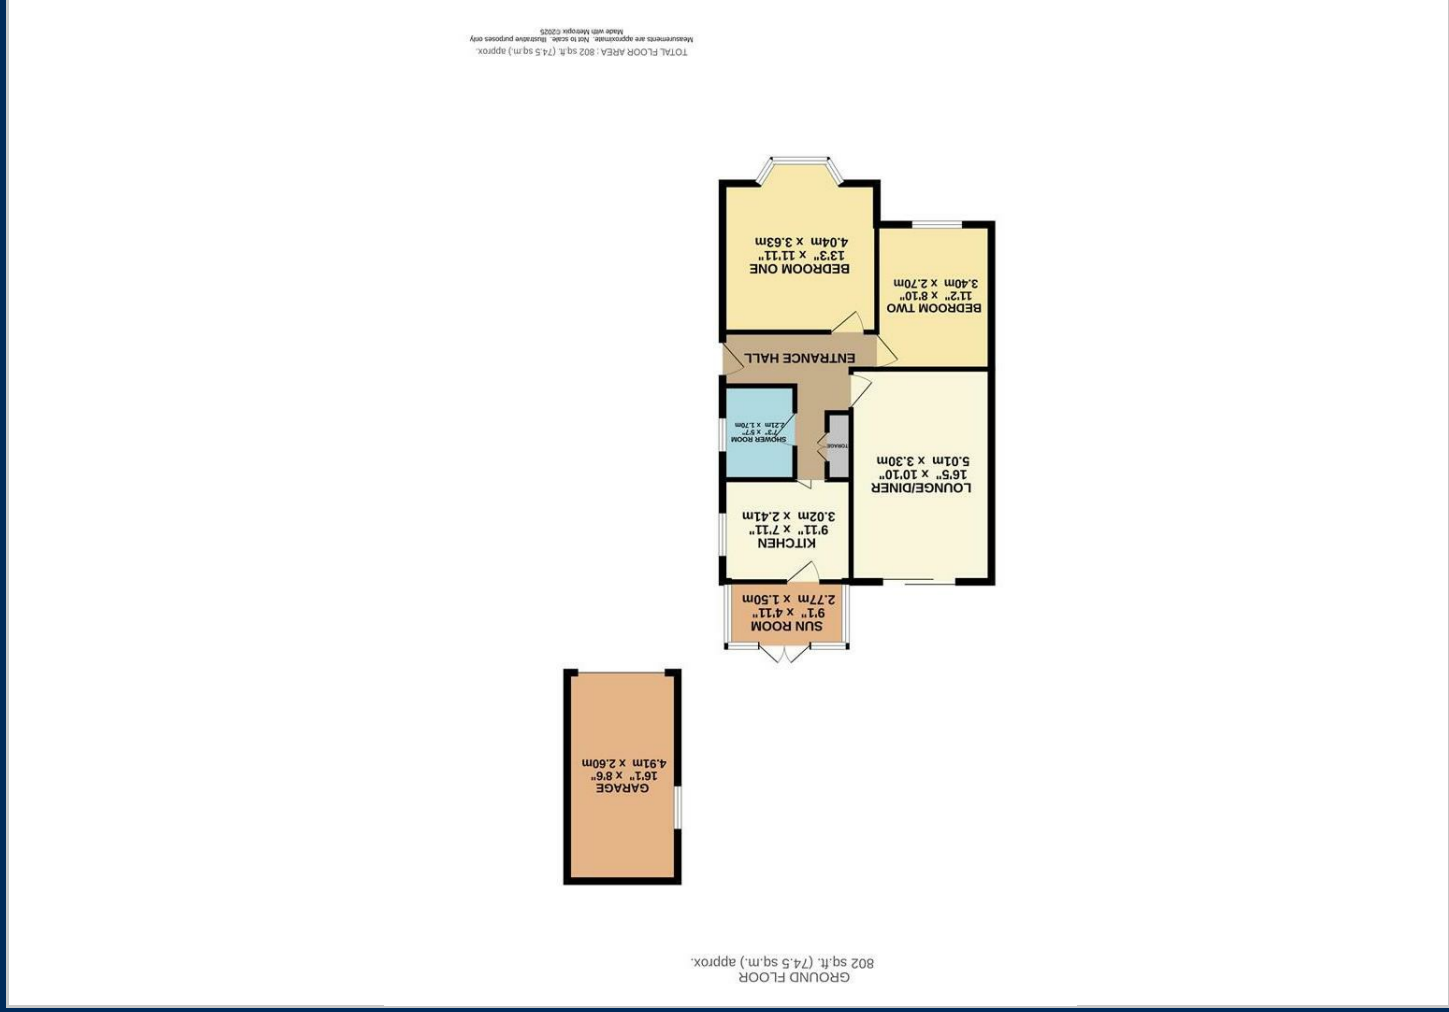 GROUND FLOOR
802 sq.ft. (74.5 sq.m.) approx.
GARAGE
16'1" x 8'6"
4.91m x 2.60m
SUN ROOM
9'1" x 4'11"
2.77m x 1.50m
KITCHEN
9'11" x 7'11"
3.02m x 2.41m
LOUNGE/DINER
16'5" x 10'10"
5.01m x 3.30m
TORAGE
SHOWER ROOM
7'3" x 5'7"
2.21m x 1.70m
ENTRANCE HALL
BEDROOM TWO
11'2" x 8'10"
3.40m x 2.70m
BEDROOM ONE
13'3" x 11'11"
4.04m x 3.63m
TOTAL FLOOR AREA : 802 sq.ft. (74.5 sq.m.) approx.
Measurements are approximate. Not to scale. Illustrative purposes only
Made with Metropix ©2025